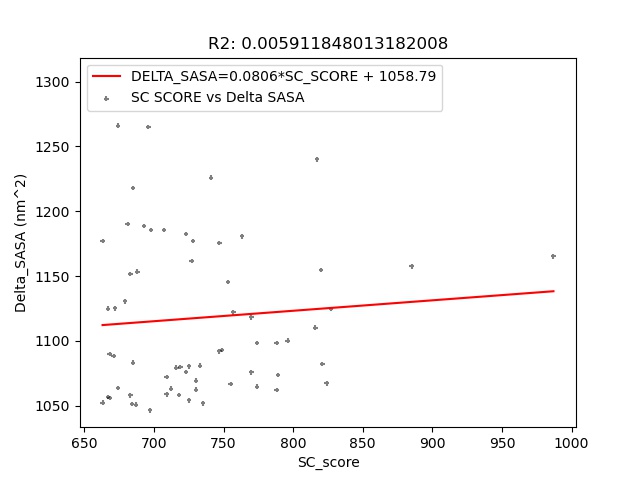 R2: 0.005911848013182008
DELTA_SASA=0.0806*SC_SCORE + 1058.79
SC SCORE vs Delta SASA
Delta_SASA (nm^2)
1300
1250
1200
1150
1100
1050
650 700 750 800 850 900 950 1000
SC_score